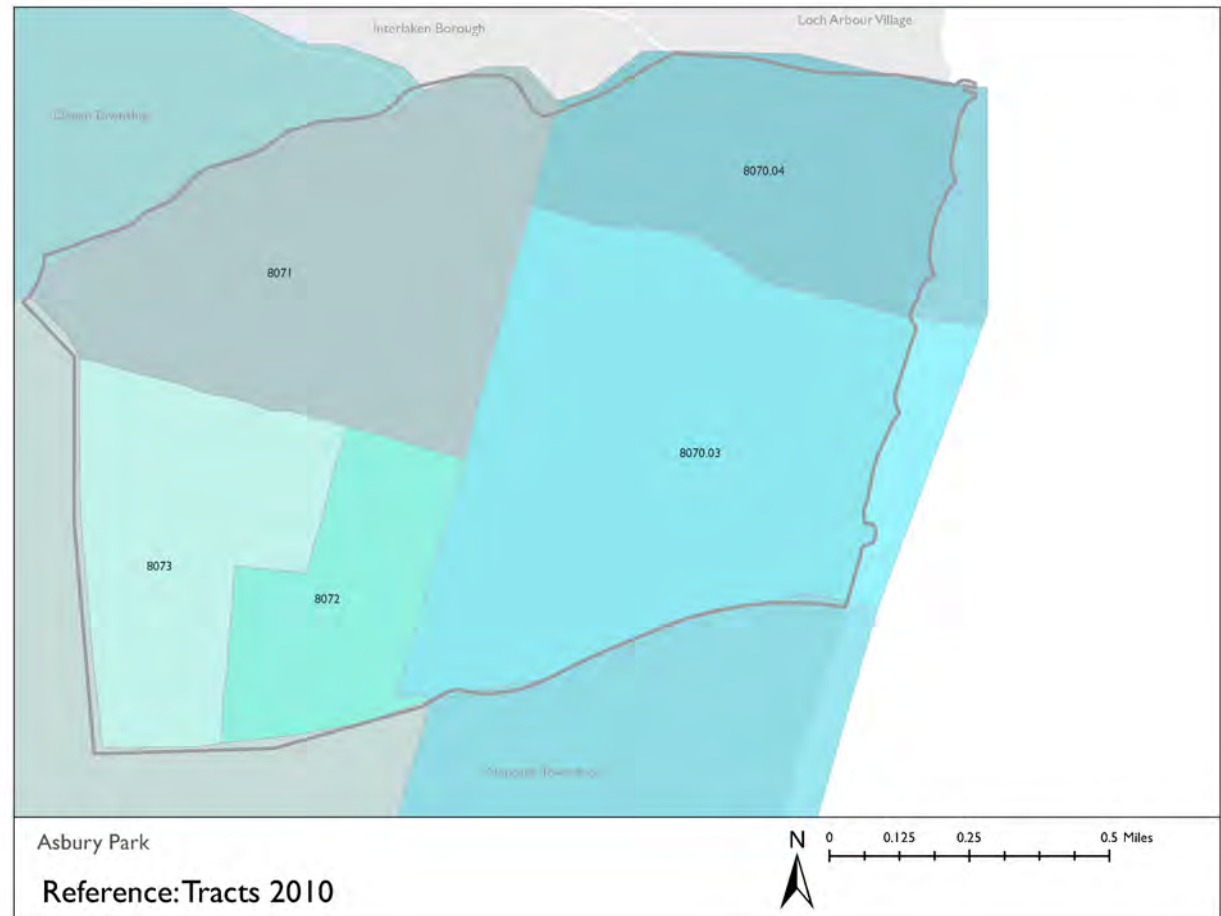 Interlaken Borough
Loch Arbour Village
Township
8070.04
8071
8070.03
8073
8072
Asbury Park
N
0 0.125 0.25 0.5 Miles
Reference: Tracts 2010